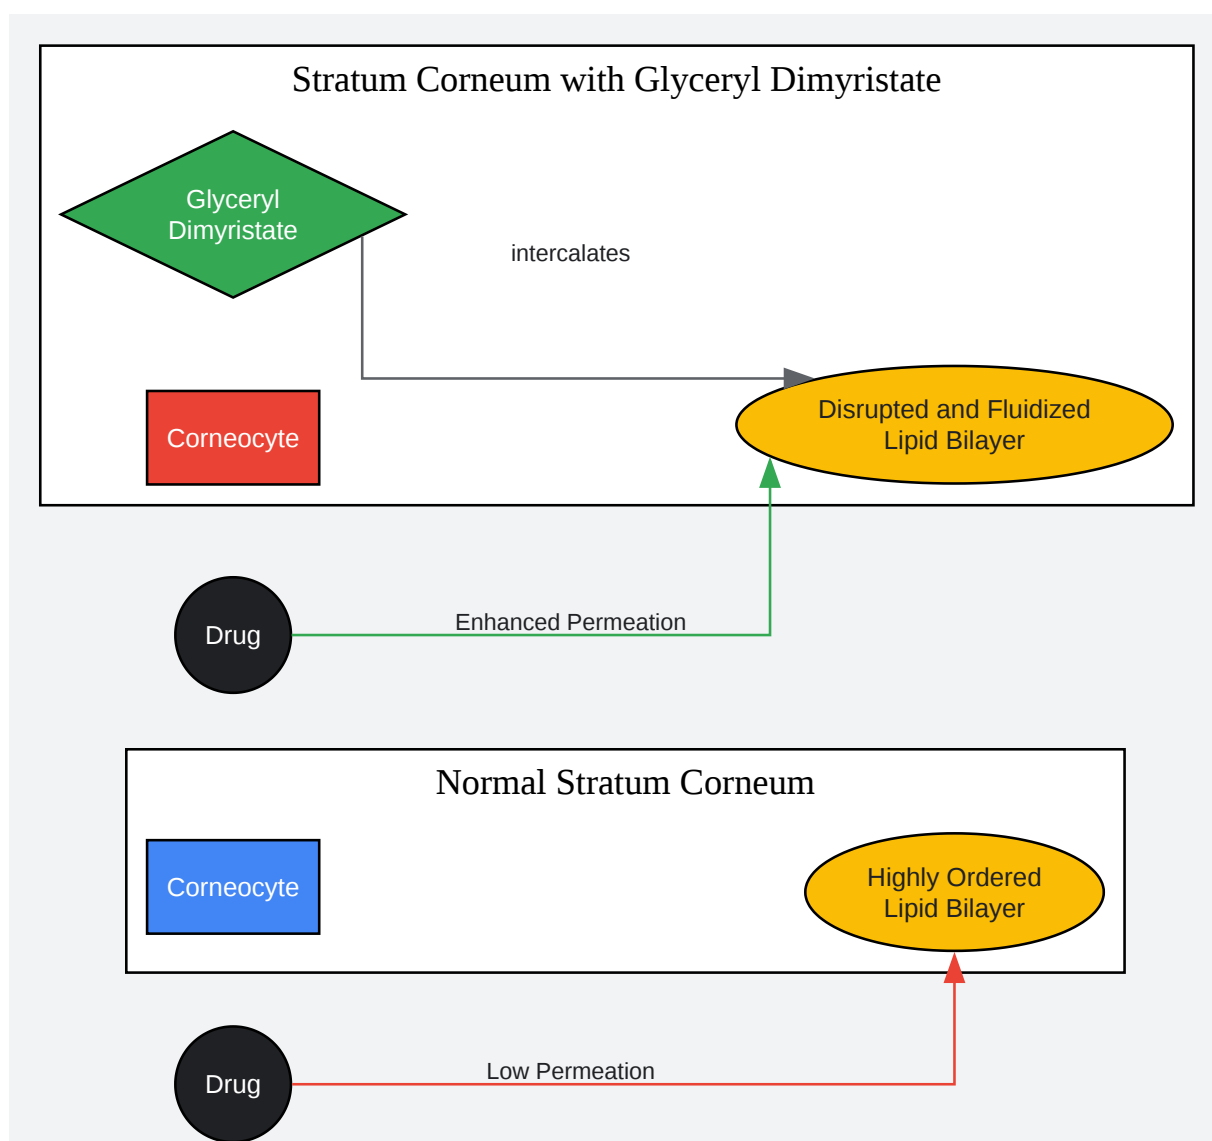 Stratum Corneum with Glyceryl Dimyristate
Glyceryl
Dimyristate
intercalates
Corneocyte
Disrupted and Fluidized
Lipid Bilayer
Drug
Enhanced Permeation
Normal Stratum Corneum
Corneocyte
Highly Ordered
Lipid Bilayer
Drug
Low Permeation